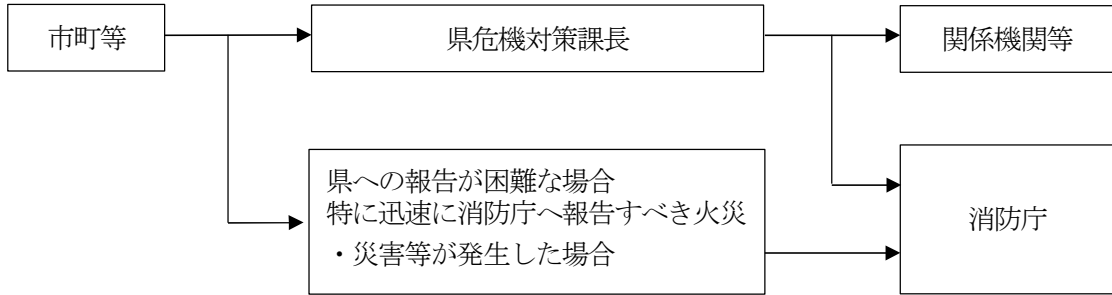 市町等
県危機対策課長
関係機関等
県への報告が困難な場合
特に迅速に消防庁へ報告すべき火災
・災害等が発生した場合
消防庁